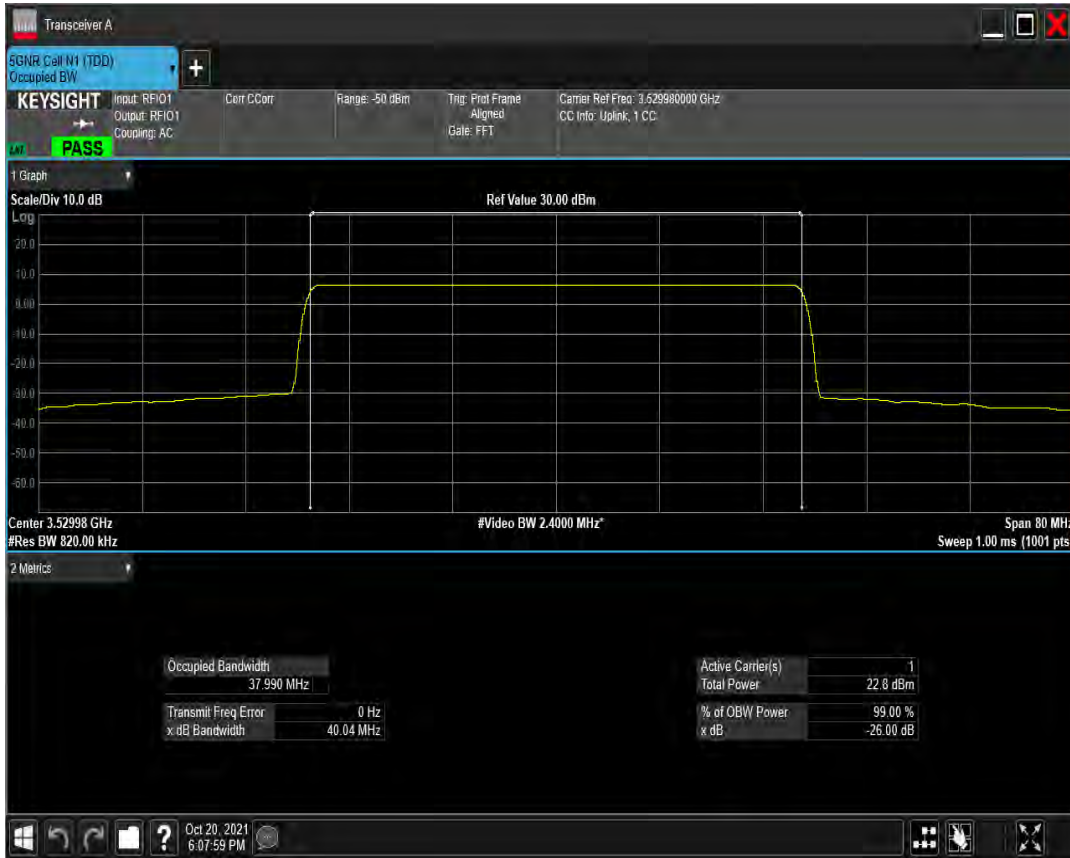 Transceiver A
5GNR Cell N1 (TDD)
Occupied BW
+
KEYSIGHT
PASS
Input: RFIO1
Output: RFIO1
Coupling: AC
Corr CCorr
Range: -50 dBm
Trig: Prot Frame
Aligned
Gate: FFT
Carrier Ref Freq: 3.529980000 GHz
CC Info: Uplink, 1 CC
1 Graph
Scale/Div 10.0 dB
Ref Value 30.00 dBm
Log
20.0
10.0
0.00
-10.0
-20.0
-30.0
-40.0
-50.0
-60.0
Center 3.52998 GHz
#Video BW 2.4000 MHz*
Span 80 MHz
#Res BW 820.00 kHz
Sweep 1.00 ms (1001 pts
2 Metrics
Occupied Bandwidth
37.990 MHz
Transmit Freq Error 0 Hz
x dB Bandwidth 40.04 MHz
Active Carrier(s) 1
Total Power 22.8 dBm
% of OBW Power 99.00 %
x dB -26.00 dB
?
Oct 20, 2021
6:07:59 PM